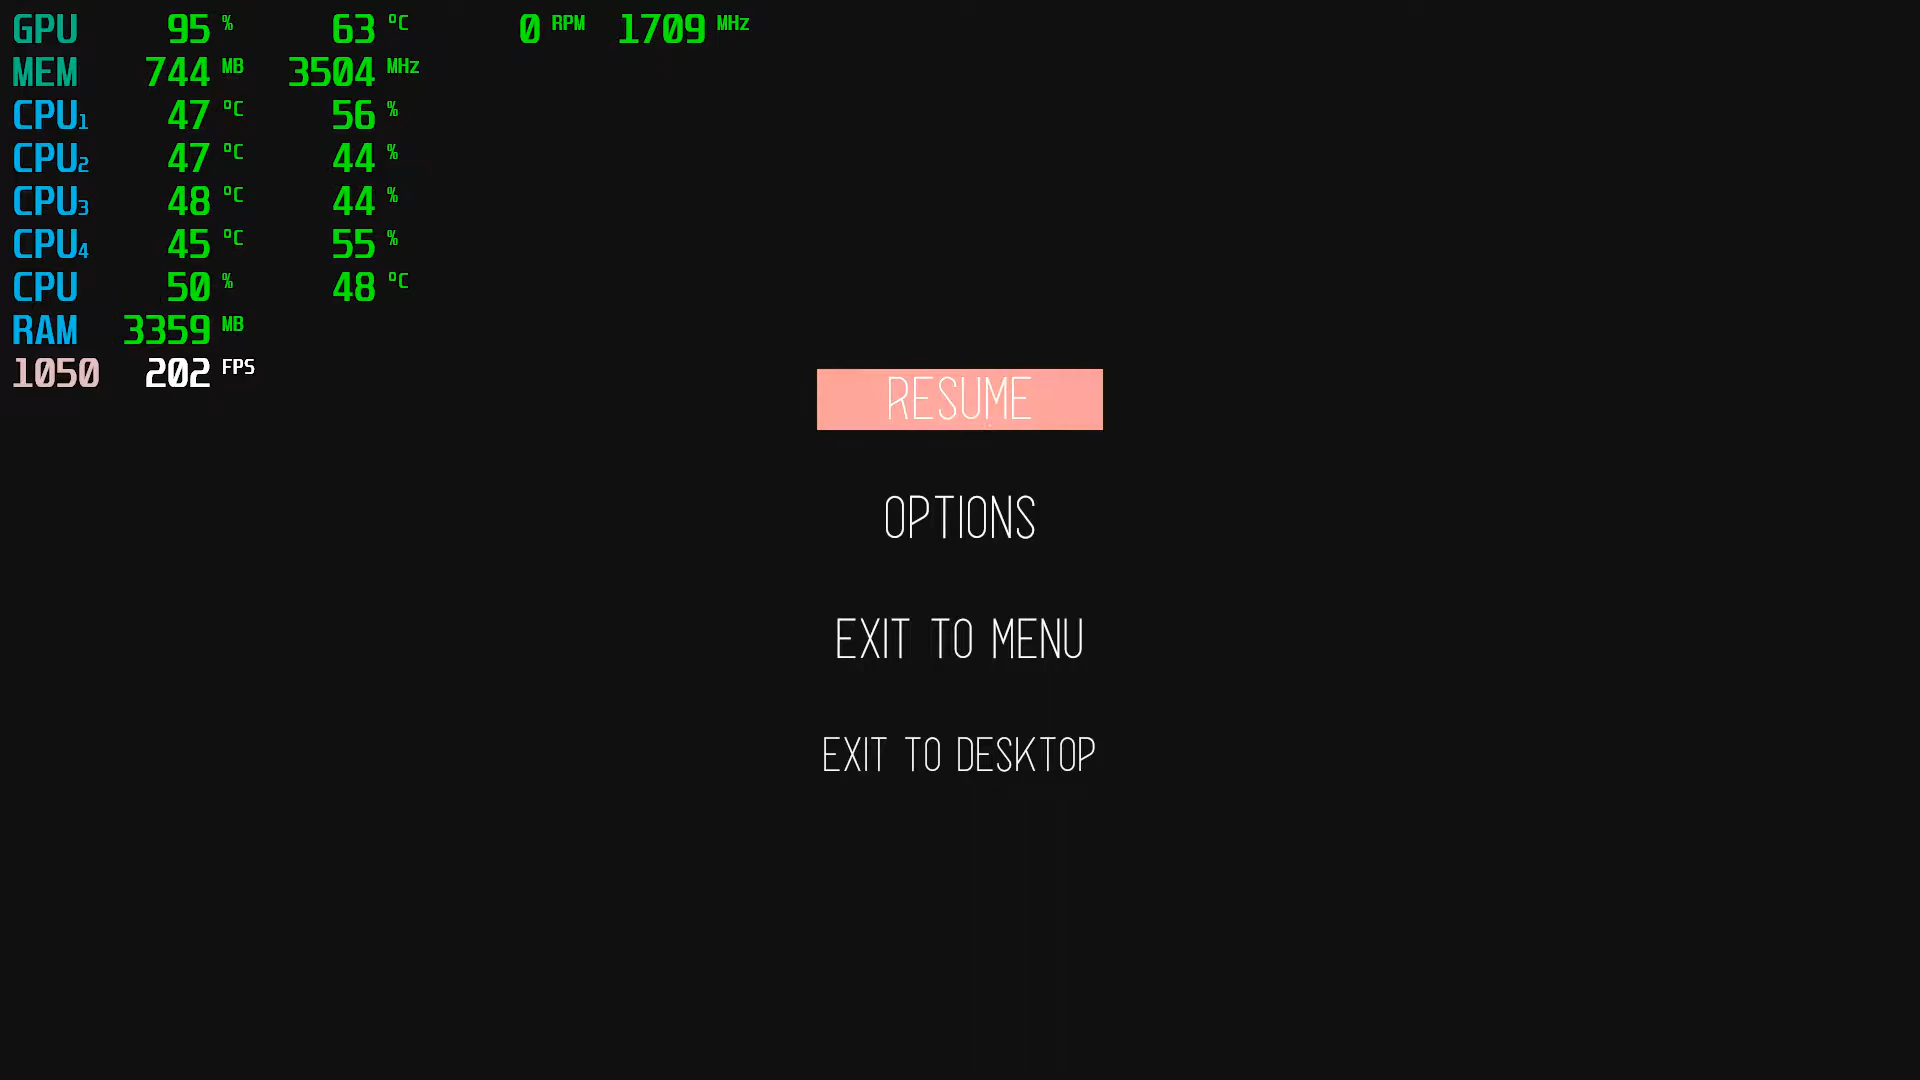 GPU 95 % 63 °C 0 RPM 1709 MHz
MEM 744 MB 3504 MHz
CPU1 47 °C 56 %
CPU2 47 °C 44 %
CPU3 48 °C 44 %
CPU4 45 °C 55 %
CPU 50 % 48 °C
RAM 3359 MB
1050 202 FPS
RESUME
OPTIONS
EXIT TO MENU
EXIT TO DESKTOP